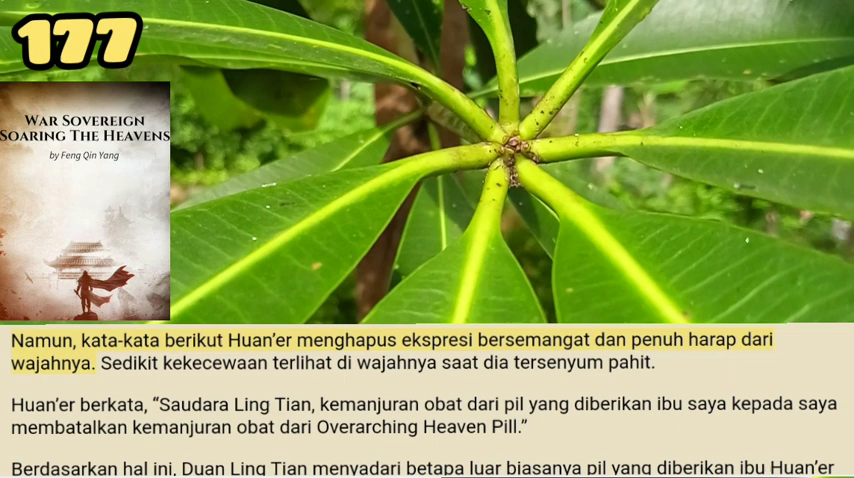 177
WAR SOVEREIGN
SOARING THE HEAVENS
by Feng Qin Yang
Namun, kata-kata berikut Huan’er menghapus ekspresi bersemangat dan penuh harap dari
wajahnya. Sedikit kekecewaan terlihat di wajahnya saat dia tersenyum pahit.
Huan’er berkata, “Saudara Ling Tian, kemanjuran obat dari pil yang diberikan ibu saya kepada saya
membatalkan kemanjuran obat dari Overarching Heaven Pill.”
Berdasarkan hal ini, Duan Ling Tian menyadari betapa luar biasanya pil yang diberikan ibu Huan’er